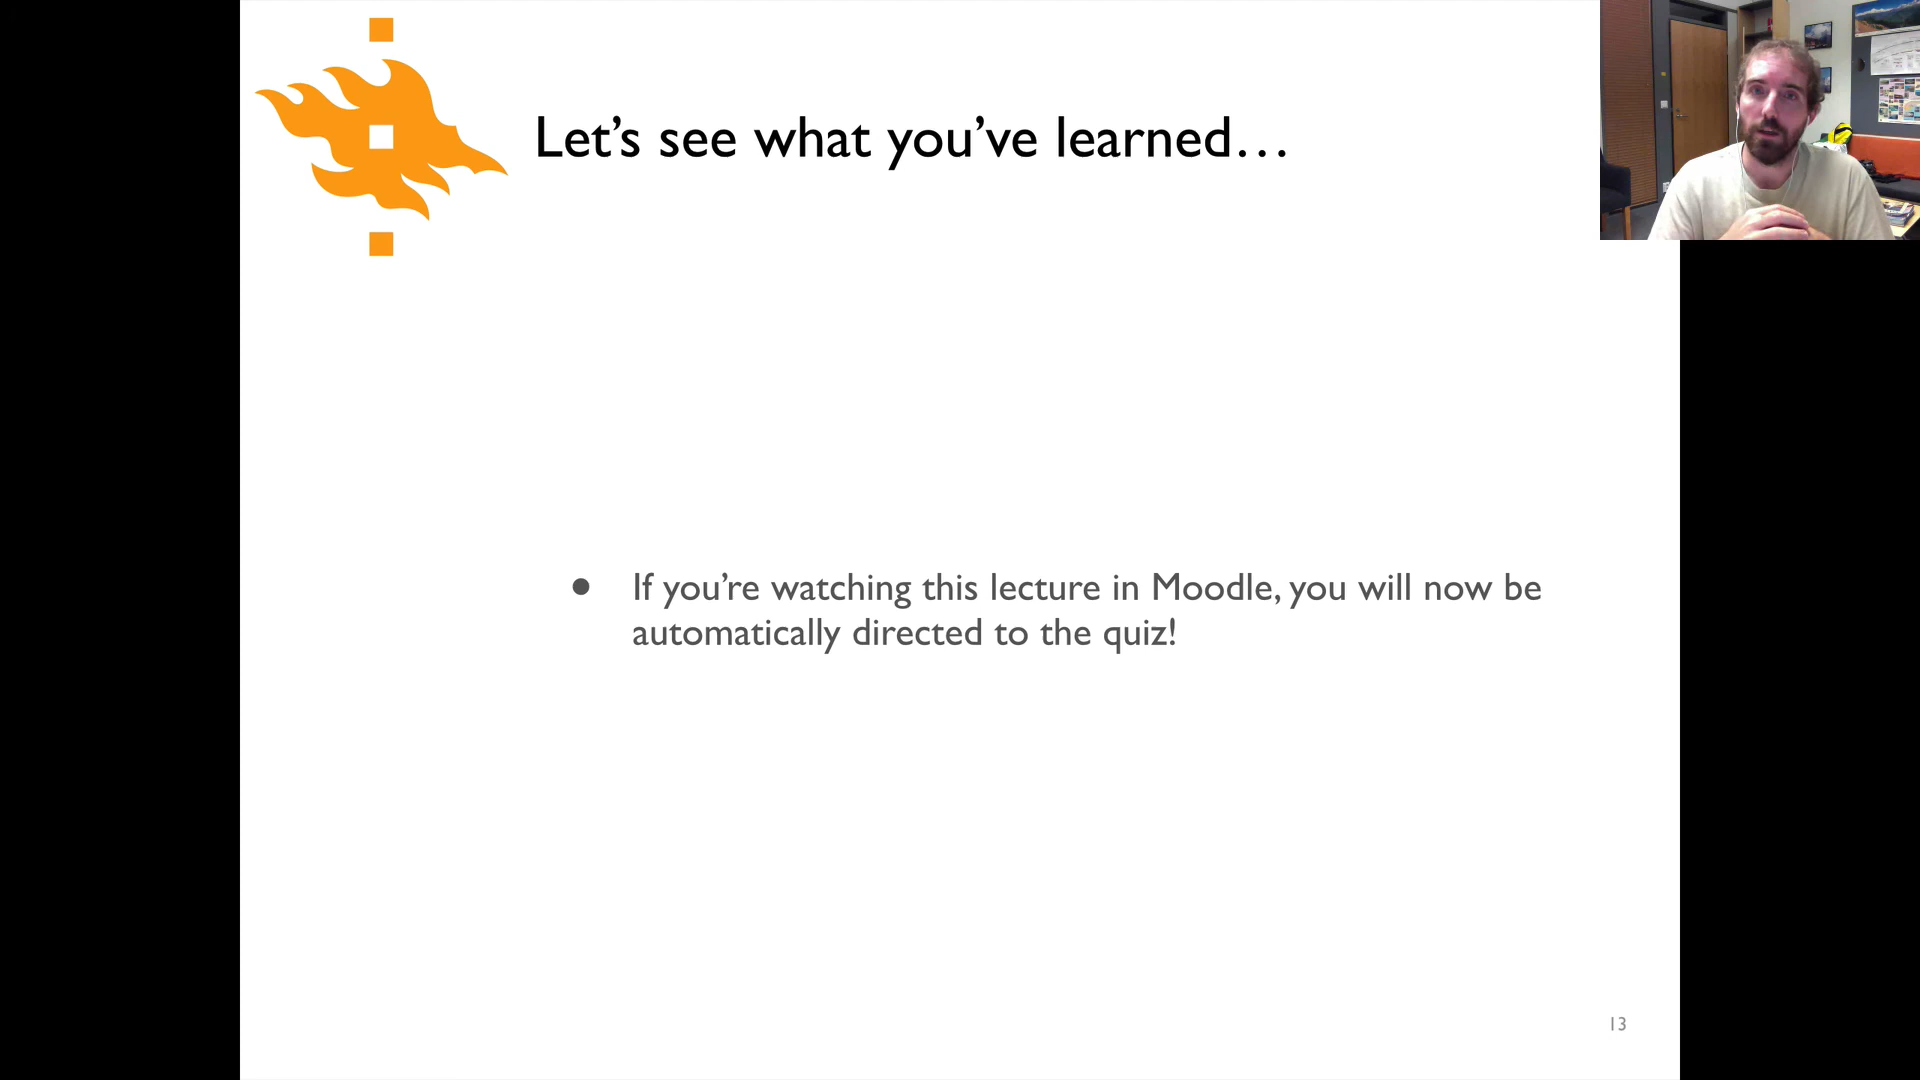 Let’s see what you’ve learned…
● If you’re watching this lecture in Moodle, you will now be
automatically directed to the quiz!
13